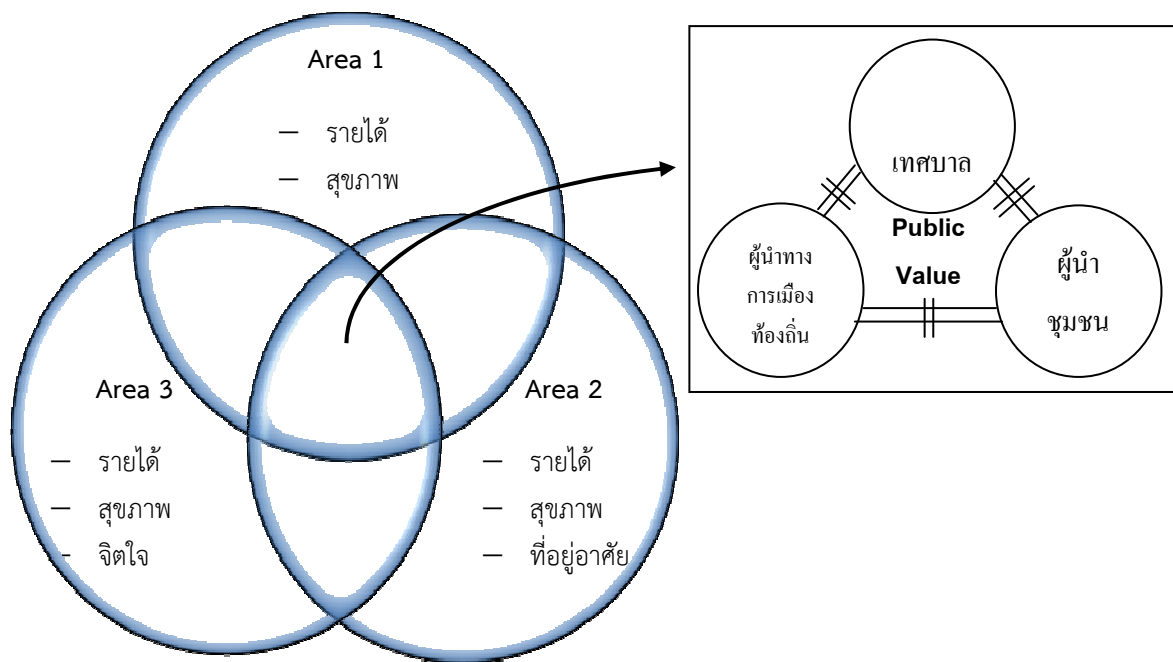 Area 1
– รายได้
– สุขภาพ
Area 3
– รายได้
– สุขภาพ
- จิตใจ
Area 2
– รายได้
– สุขภาพ
– ที่อยู่อาศัย
เทศบาล
Public
Value
ผู้นำทาง
การเมือง
ท้องถิ่น
ผู้นำ
ชุมชน